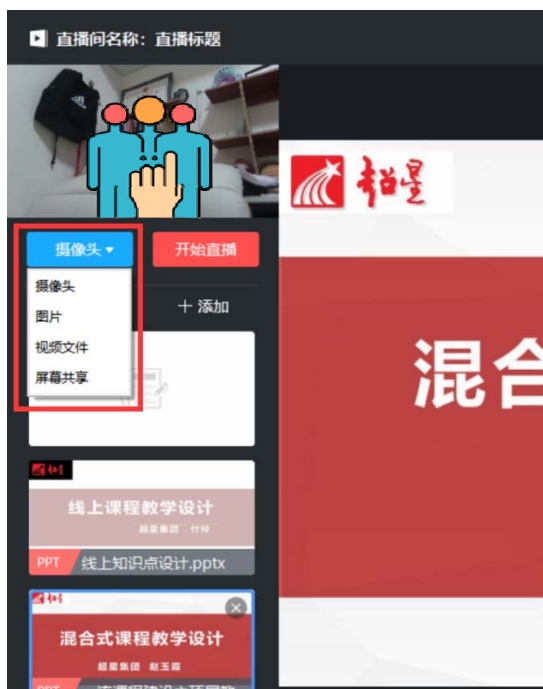 直播间名称：直播标题
摄像头
开始直播
摄像头
图片
视频文件
屏幕共享
＋ 添加
超星
混合
线上课程教学设计
超星集团 付玲
PPT 线上知识点设计.pptx
混合式课程教学设计
超星集团 赵玉霞